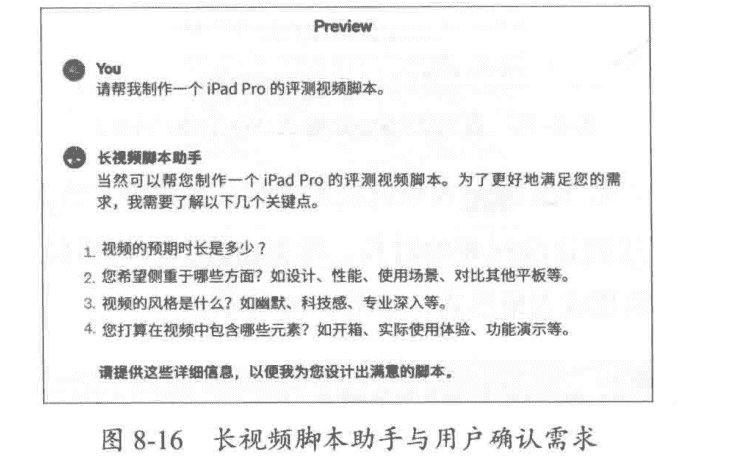 Preview
You
请帮我制作一个 iPad Pro 的评测视频脚本。
长视频脚本助手
当然可以帮您制作一个 iPad Pro 的评测视频脚本。为了更好地满足您的需
求，我需要了解以下几个关键点。
1. 视频的预期时长是多少？
2. 您希望侧重于哪些方面？如设计、性能、使用场景、对比其他平板等。
3. 视频的风格是什么？如幽默、科技感、专业深入等。
4. 您打算在视频中包含哪些元素？如开箱、实际使用体验、功能演示等。
请提供这些详细信息，以便我为您设计出满意的脚本。
图 8-16 长视频脚本助手与用户确认需求